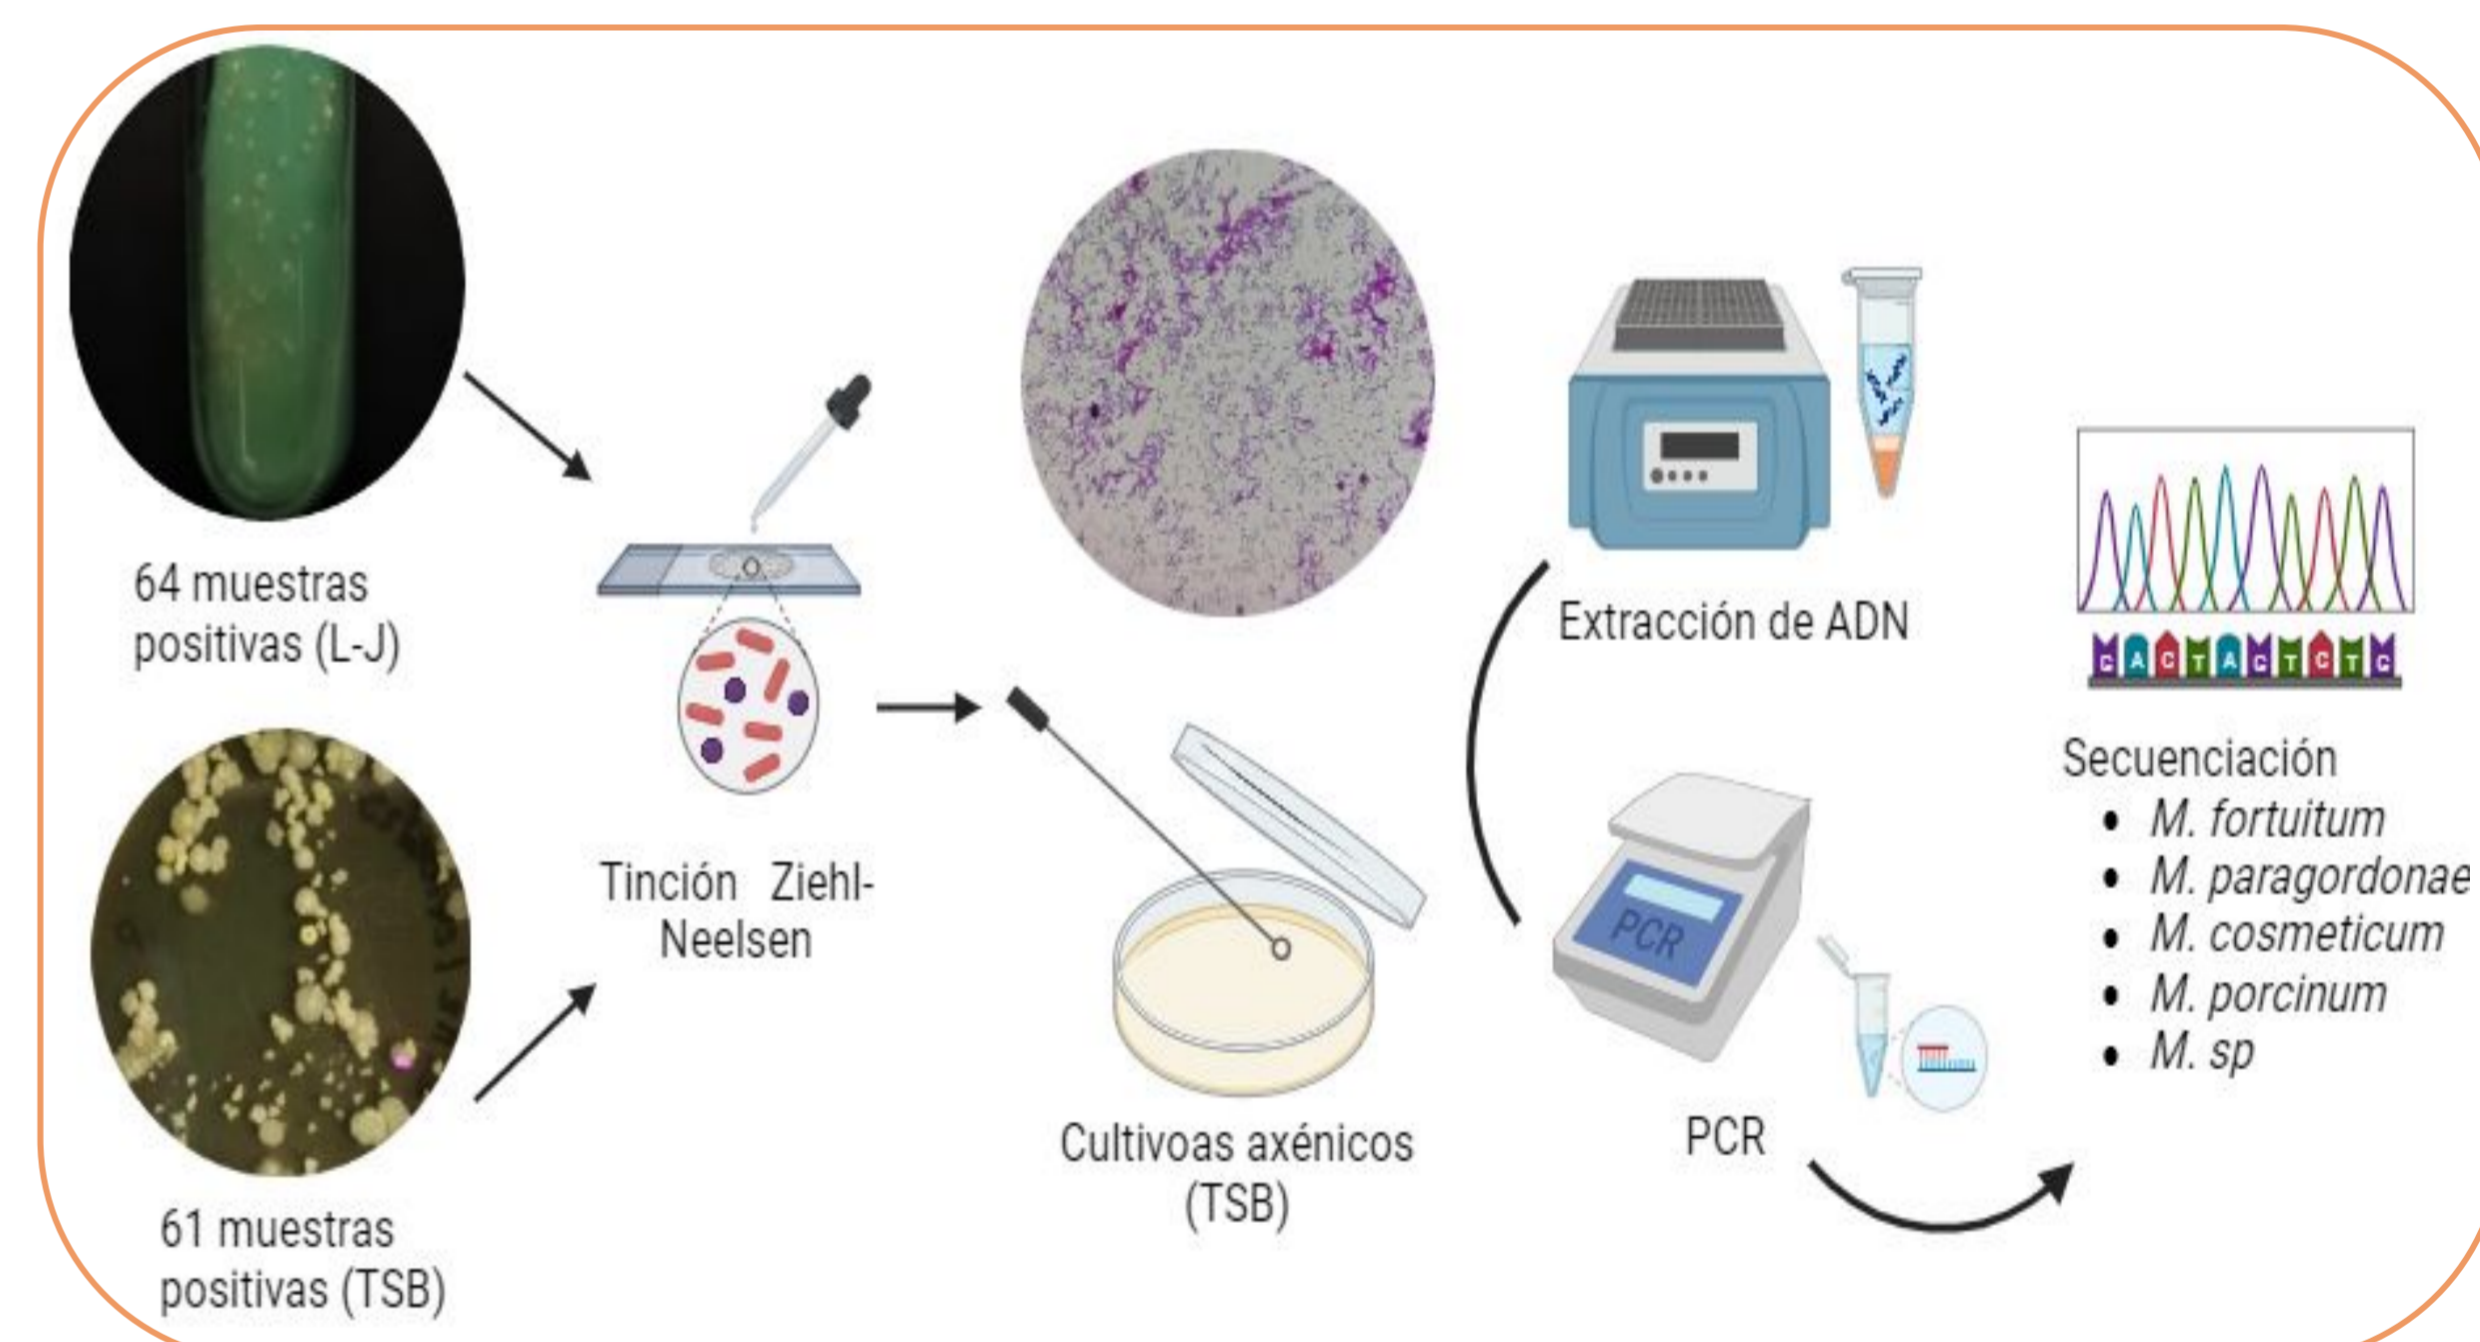 64 muestras
positivas (L-J)
61 muestras
positivas (TSB)
Tinción Ziehl-
Neelsen
Cultivoas axénicos
(TSB)
Extracción de ADN
PCR
PCR
G A C T A G T C T G
Secuenciación
• M. fortuitum
• M. paragordonae
• M. cosmeticum
• M. porcinum
• M. sp